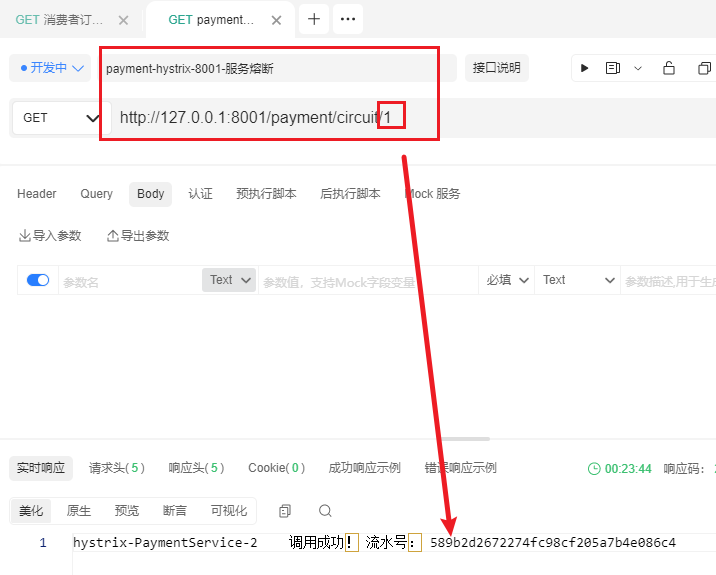 GET 消费者订... GET paymen...
开发中 payment-hystrix-8001-服务熔断 接口说明
GET http://127.0.0.1:8001/payment/circuit/1
Header Query Body 认证 预执行脚本 后执行脚本 Mock 服务
导入参数 导出参数
参数名 Text 参数值，支持Mock字段变量 必填 Text 参数描述,用于生成
实时响应 请求头(5) 响应头(5) Cookie(0) 成功响应示例 错误响应示例 00:23:44 响应码:
美化 原生 预览 断言 可视化
1 hystrix-PaymentService-2 调用成功！ 流水号： 589b2d2672274fc98cf205a7b4e086c4